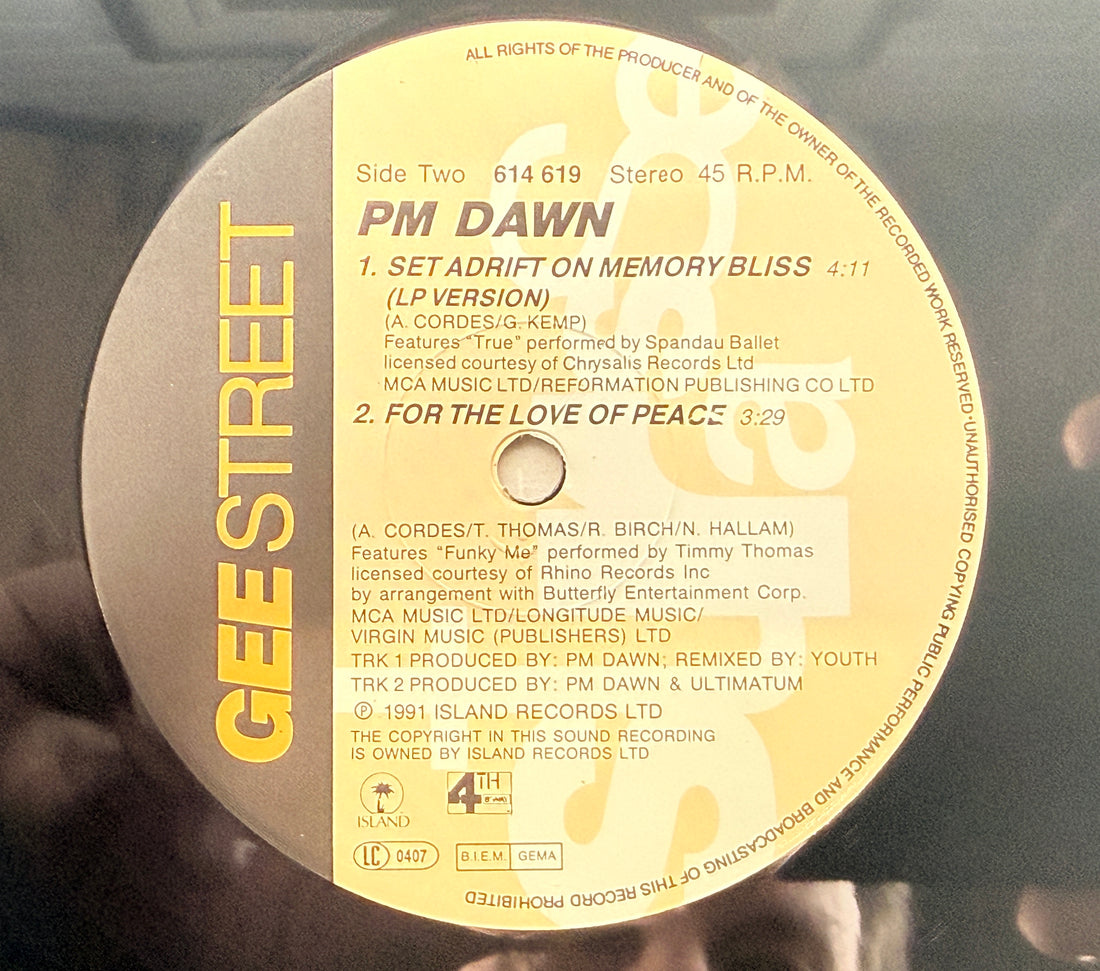 ALL RIGHTS OF THE PRODUCER AND OF THE OWNER OF THE RECORDED WORK RESERVED · UNAUTHORISED COPYING PUBLIC PERFORMANCE AND BROADCASTING OF THIS RECORD PROHIBITED
GEE STREET
Side Two 614 619 Stereo 45 R.P.M.
PM DAWN
1. SET ADRIFT ON MEMORY BLISS 4:11
(LP VERSION)
(A. CORDES/G. KEMP)
Features "True" performed by Spandau Ballet
licensed courtesy of Chrysalis Records Ltd
MCA MUSIC LTD/REFORMATION PUBLISHING CO LTD
2. FOR THE LOVE OF PEACE 3:29
(A. CORDES/T. THOMAS/R. BIRCH/N. HALLAM)
Features "Funky Me" performed by Timmy Thomas
licensed courtesy of Rhino Records Inc
by arrangement with Butterfly Entertainment Corp.
MCA MUSIC LTD/LONGITUDE MUSIC/
VIRGIN MUSIC (PUBLISHERS) LTD
TRK 1 PRODUCED BY: PM DAWN; REMIXED BY: YOUTH
TRK 2 PRODUCED BY: PM DAWN & ULTIMATUM
℗ 1991 ISLAND RECORDS LTD
THE COPYRIGHT IN THIS SOUND RECORDING
IS OWNED BY ISLAND RECORDS LTD
4TH
ISLAND
LC 0407 B.I.E.M. GEMA